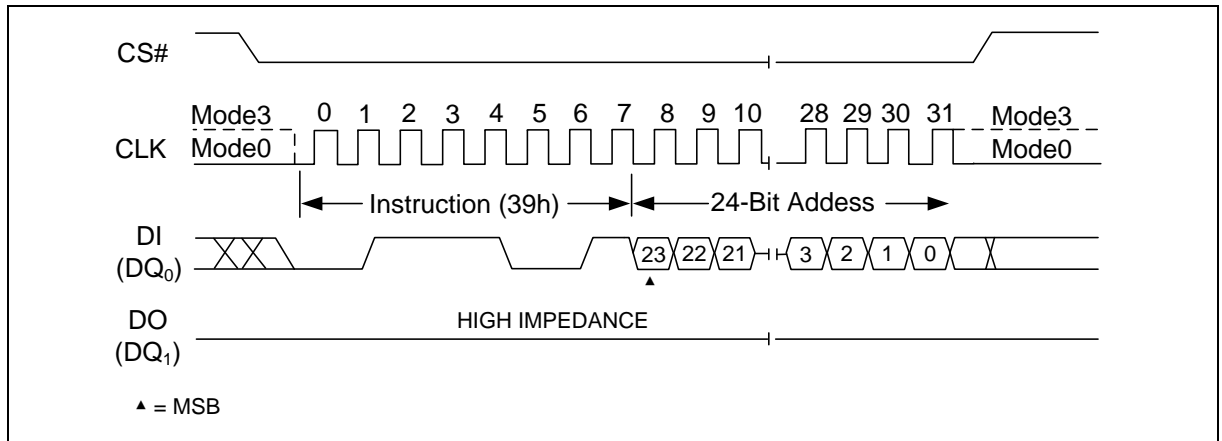 CS#
0 1 2 3 4 5 6 7 8 9 10 28 29 30 31
Mode3 Mode3
CLK Mode0 Mode0
Instruction (39h) 24-Bit Addess
DI
(DQ0) 23 22 21 3 2 1 0
DO HIGH IMPEDANCE
(DQ1)
▲ = MSB